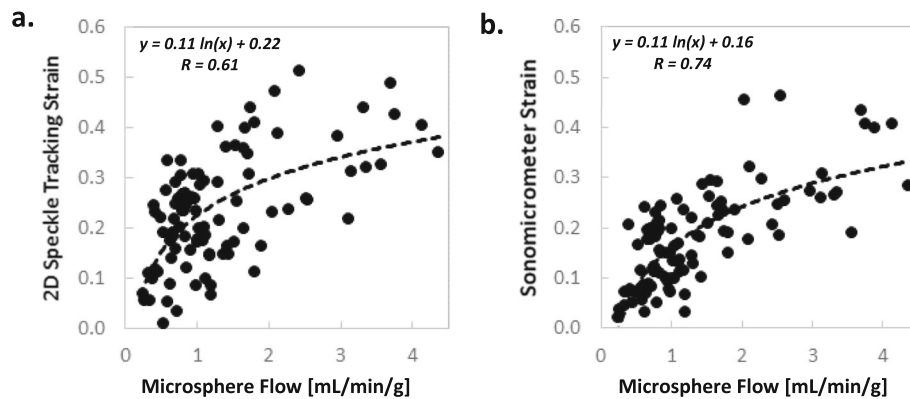 a.
y = 0.11 ln(x) + 0.22
R = 0.61
2D Speckle Tracking Strain
0.6
0.5
0.4
0.3
0.2
0.1
0.0
0 1 2 3 4
Microsphere Flow [mL/min/g]
b.
y = 0.11 ln(x) + 0.16
R = 0.74
Sonomicrometer Strain
0.6
0.5
0.4
0.3
0.2
0.1
0.0
0 1 2 3 4
Microsphere Flow [mL/min/g]